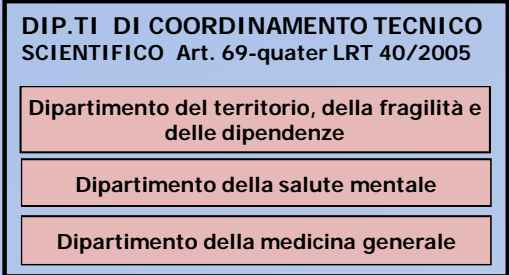 DIP.TI DI COORDINAMENTO TECNICO
SCIENTIFICO Art. 69-quater LRT 40/2005
Dipartimento del territorio, della fragilità e
delle dipendenze
Dipartimento della salute mentale
Dipartimento della medicina generale